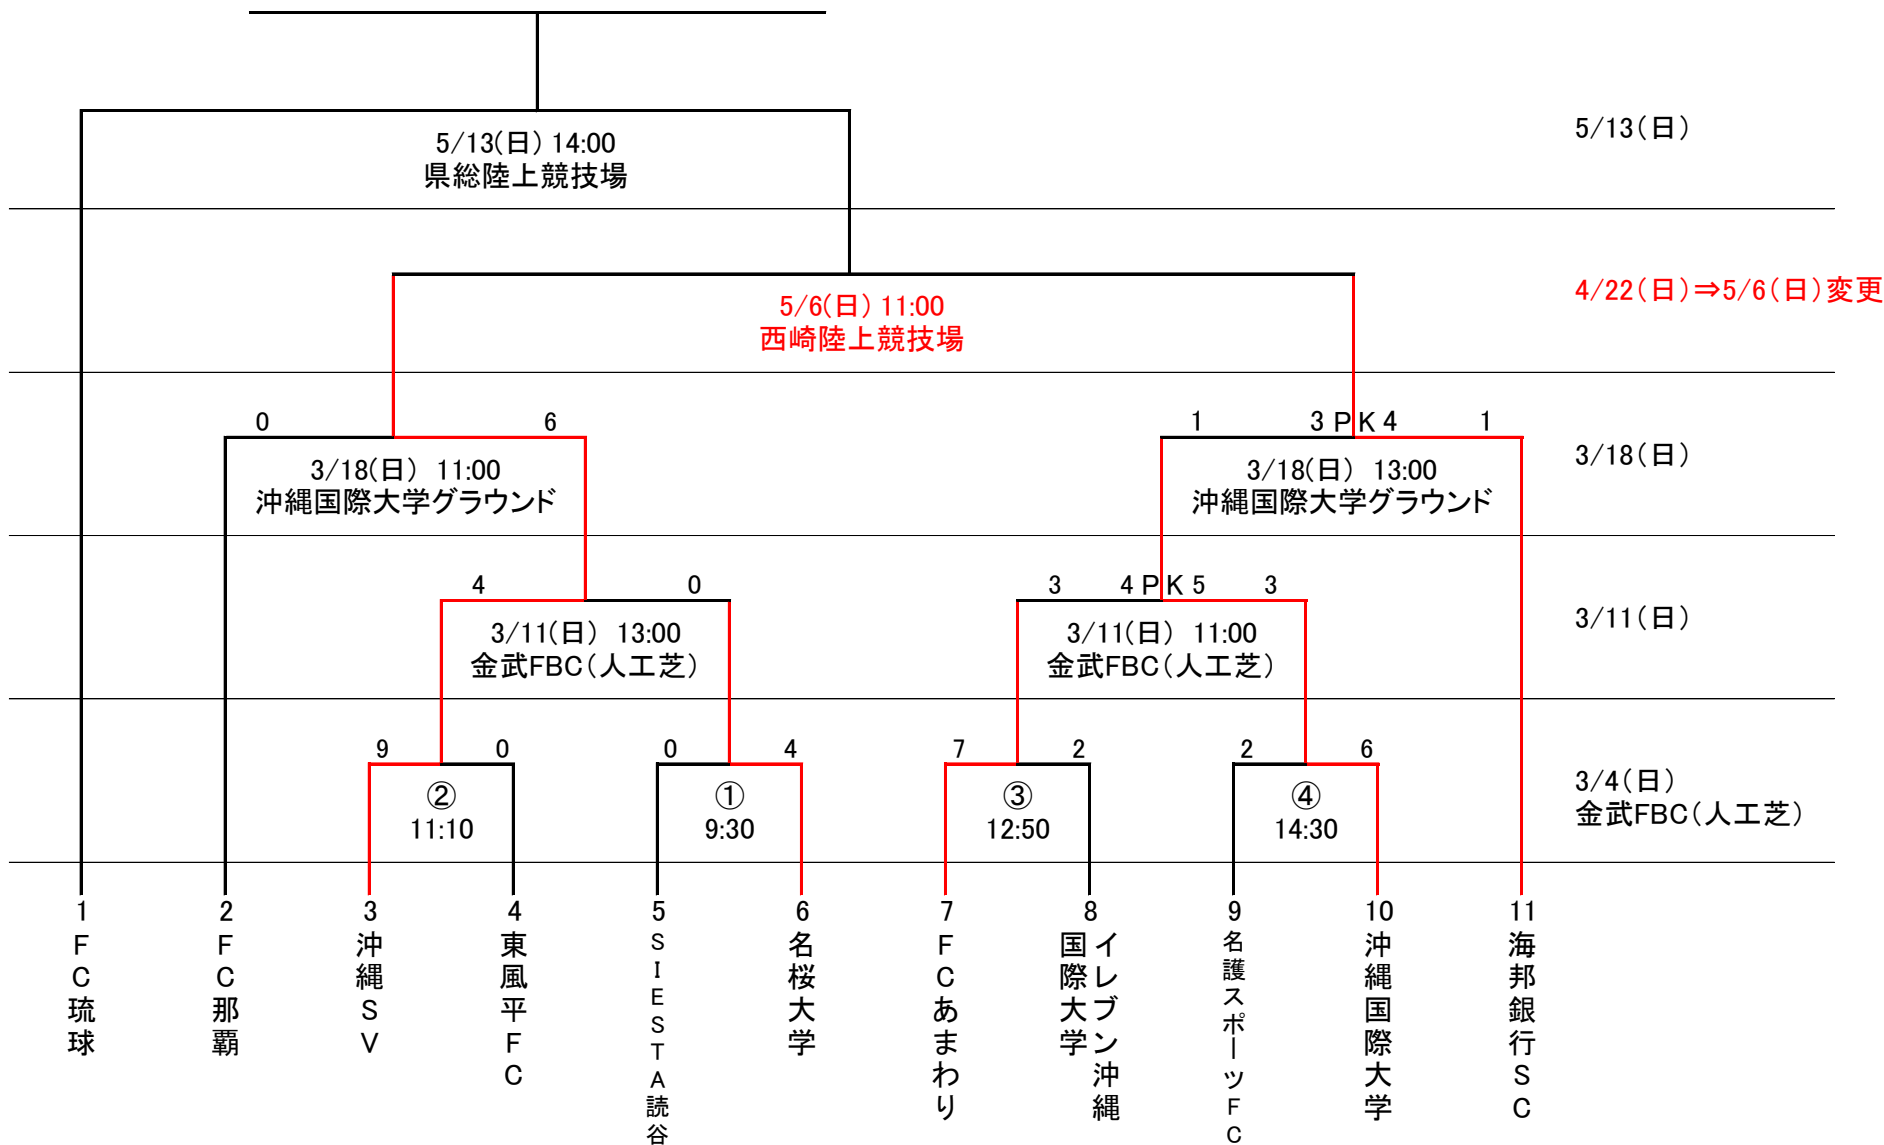 5/13(日) 14:00
県総陸上競技場
5/13(日)
5/6(日) 11:00
西崎陸上競技場
4/22(日)⇒5/6(日)変更
0 6
3/18(日) 11:00
沖縄国際大学グラウンド
1 3 PK 4 1
3/18(日) 13:00
沖縄国際大学グラウンド
3/18(日)
4 0
3/11(日) 13:00
金武FBC(人工芝)
3 4 PK 5 3
3/11(日) 11:00
金武FBC(人工芝)
3/11(日)
9 0
②
11:10
0 4
①
9:30
7 2
③
12:50
2 6
④
14:30
3/4(日)
金武FBC(人工芝)
1
FC琉球
2
FC那覇
3
沖縄SV
4
東風平FC
5
SIESTA読谷
6
名桜大学
7
FCあまわり
8
イレブン沖縄
国際大学
9
名護スポーツFC
10
沖縄国際大学
11
海邦銀行SC